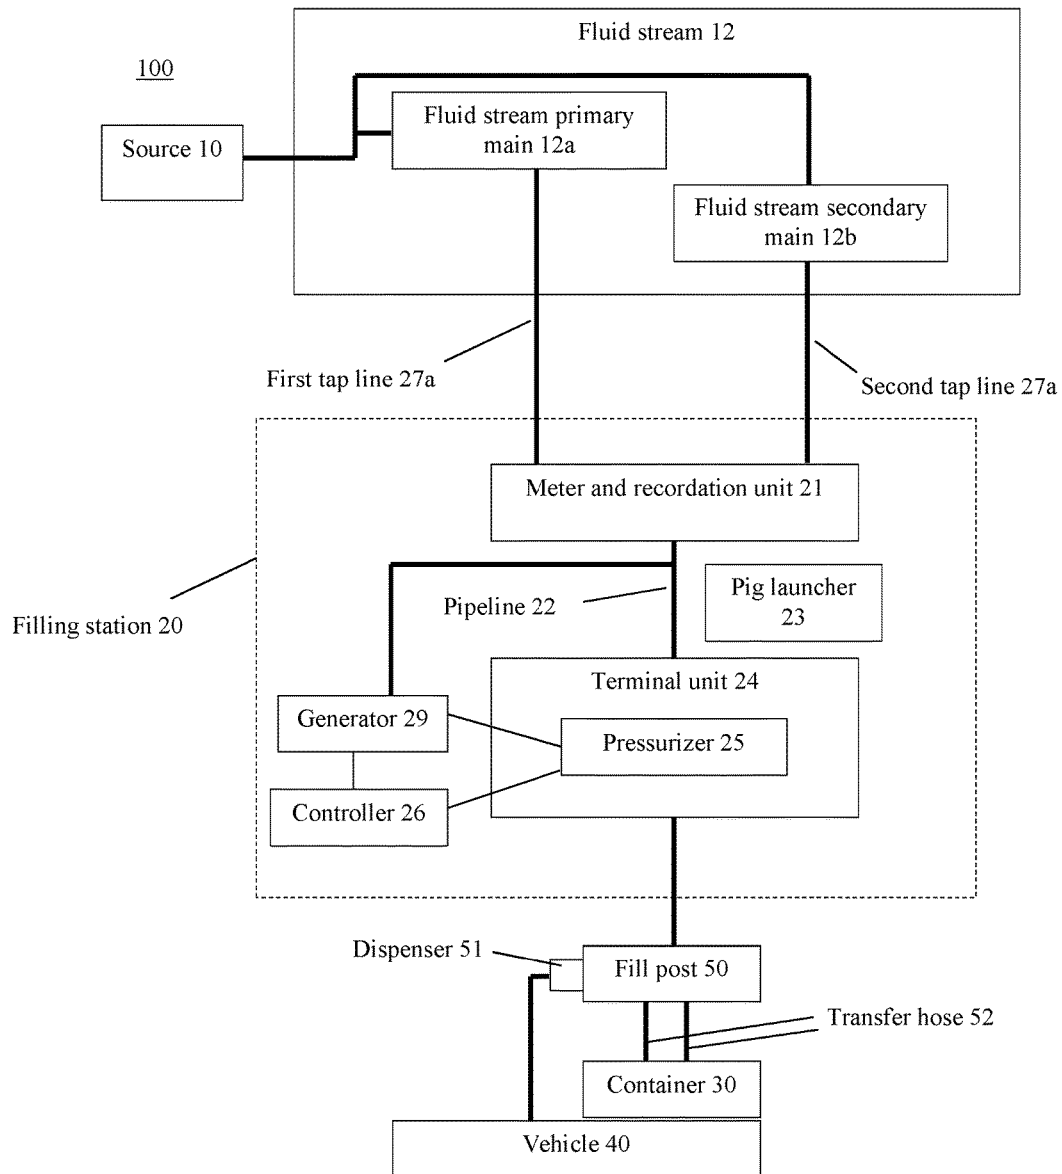 Fluid stream 12
100
Fluid stream primary
main 12a
Source 10
Fluid stream secondary
main 12b
First tap line 27a
Second tap line 27a
Meter and recordation unit 21
Pig launcher
23
Pipeline 22
Filling station 20
Terminal unit 24
Generator 29
Pressurizer 25
Controller 26
Dispenser 51
Fill post 50
Transfer hose 52
Container 30
Vehicle 40